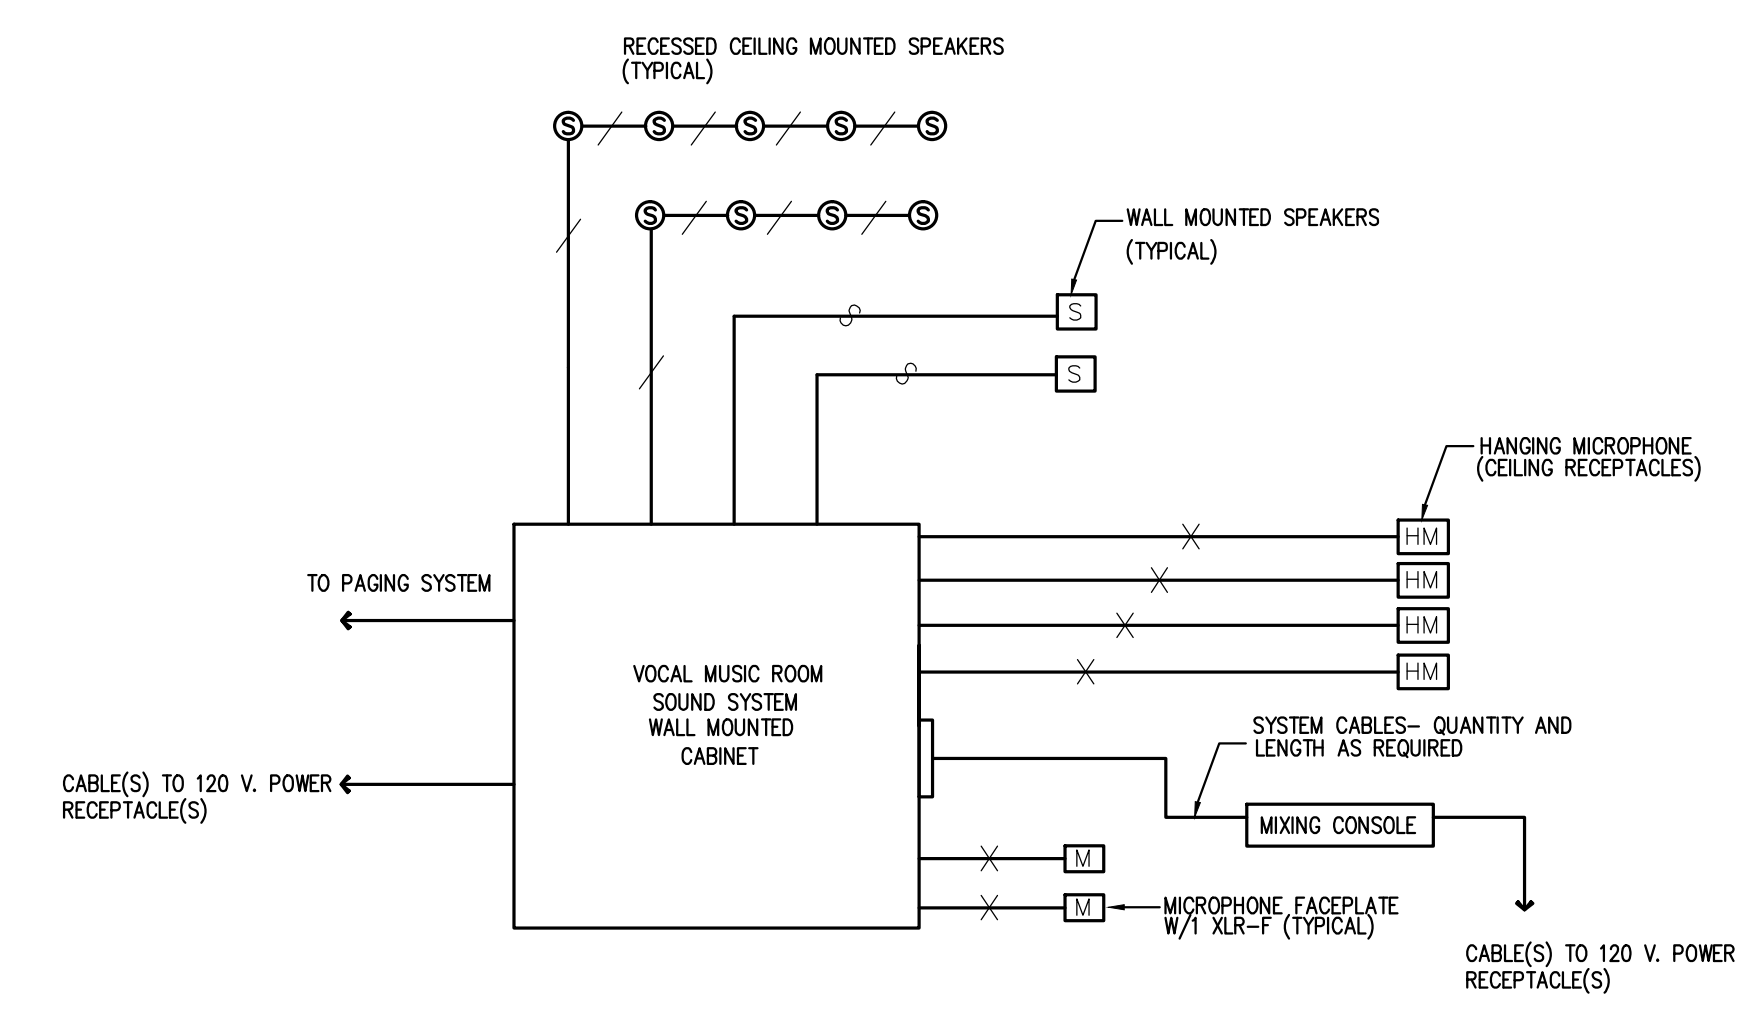 RECESSED CEILING MOUNTED SPEAKERS
(TYPICAL)
S S S S S
S S S S
WALL MOUNTED SPEAKERS
(TYPICAL)
S
S
HANGING MICROPHONE
(CEILING RECEPTACLES)
HM
HM
HM
HM
TO PAGING SYSTEM
VOCAL MUSIC ROOM
SOUND SYSTEM
WALL MOUNTED
CABINET
CABLE(S) TO 120 V. POWER
RECEPTACLE(S)
SYSTEM CABLES- QUANTITY AND
LENGTH AS REQUIRED
MIXING CONSOLE
M
M
MICROPHONE FACEPLATE
W/1 XLR-F (TYPICAL)
CABLE(S) TO 120 V. POWER
RECEPTACLE(S)